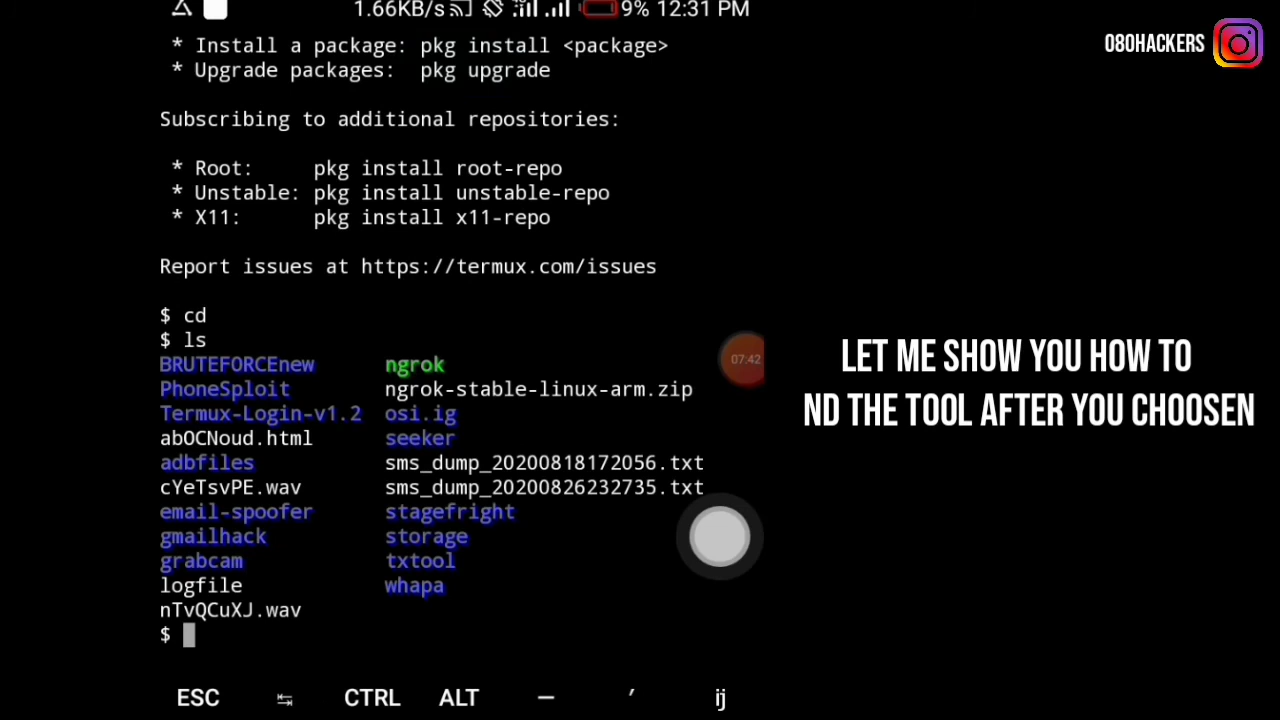 1.66KB/s 9% 12:31 PM
080HACKERS
* Install a package: pkg install <package>
* Upgrade packages: pkg upgrade
Subscribing to additional repositories:
* Root: pkg install root-repo
* Unstable: pkg install unstable-repo
* X11: pkg install x11-repo
Report issues at https://termux.com/issues
$ cd
$ ls
BRUTEFORCEnew ngrok
PhoneSploit ngrok-stable-linux-arm.zip
Termux-Login-v1.2 osi.ig
abOCNoud.html seeker
adbfiles sms_dump_20200818172056.txt
cYeTsvPE.wav sms_dump_20200826232735.txt
email-spoofer stagefright
gmailhack storage
grabcam txtool
logfile whapa
nTvQCuXJ.wav
$
07:42
LET ME SHOW YOU HOW TO
ND THE TOOL AFTER YOU CHOOSEN
ESC ↹ CTRL ALT — ′ ij